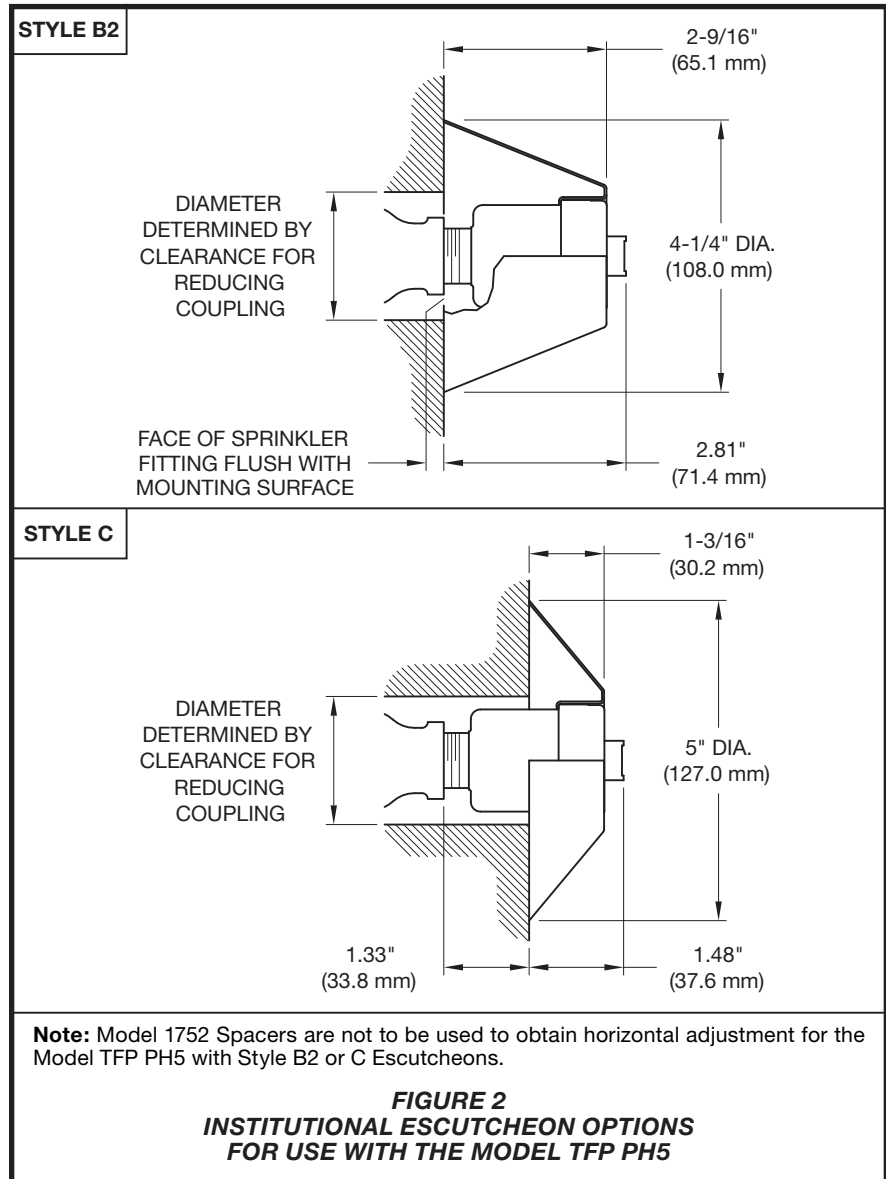 STYLE B2
2-9/16"
(65.1 mm)
DIAMETER
DETERMINED BY
CLEARANCE FOR
REDUCING
COUPLING
4-1/4" DIA.
(108.0 mm)
FACE OF SPRINKLER
FITTING FLUSH WITH
MOUNTING SURFACE
2.81"
(71.4 mm)
STYLE C
1-3/16"
(30.2 mm)
DIAMETER
DETERMINED BY
CLEARANCE FOR
REDUCING
COUPLING
5" DIA.
(127.0 mm)
1.33"
(33.8 mm)
1.48"
(37.6 mm)
Note: Model 1752 Spacers are not to be used to obtain horizontal adjustment for the
Model TFP PH5 with Style B2 or C Escutcheons.
FIGURE 2
INSTITUTIONAL ESCUTCHEON OPTIONS
FOR USE WITH THE MODEL TFP PH5